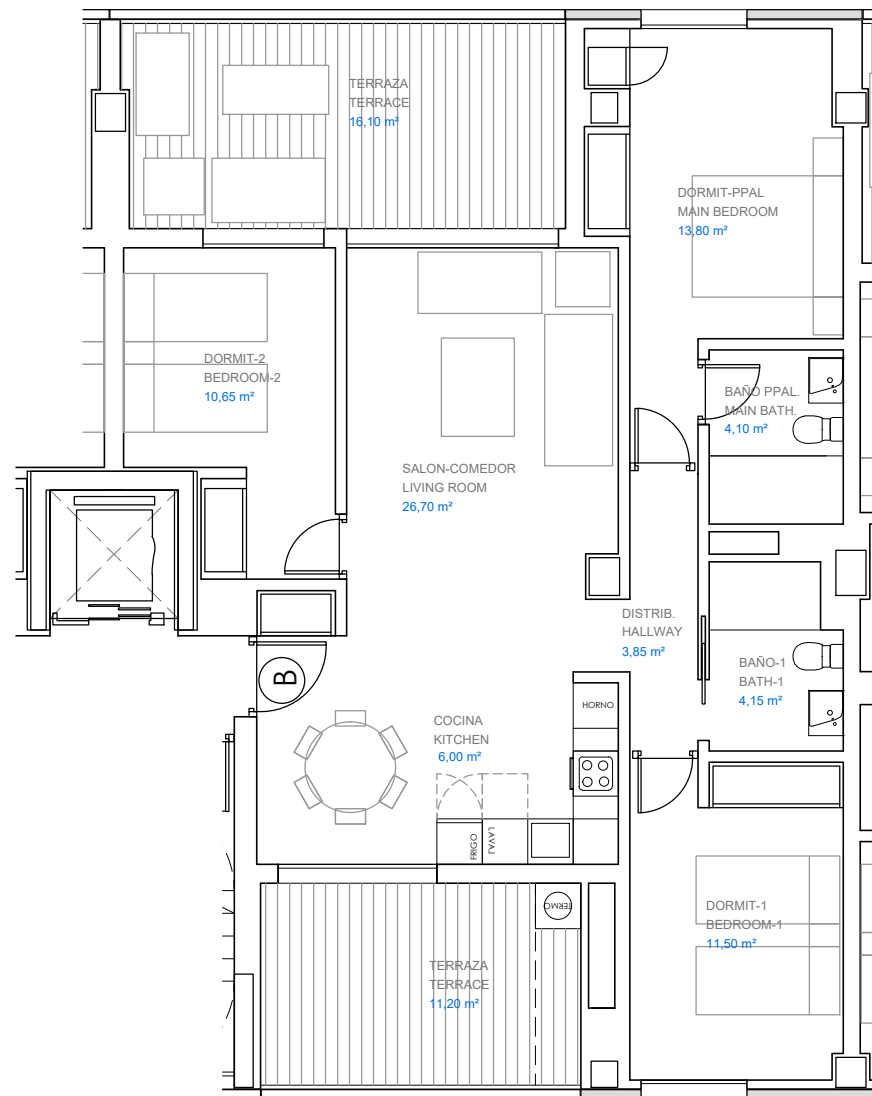 TERRAZA
TERRACE
16,10 m²
DORMIT-PPAL
MAIN BEDROOM
13,80 m²
DORMIT-2
BEDROOM-2
10,65 m²
BAÑO PPAL.
MAIN BATH.
4,10 m²
SALON-COMEDOR
LIVING ROOM
26,70 m²
DISTRIB.
HALLWAY
3,85 m²
BAÑO-1
BATH-1
4,15 m²
B
HORNO
COCINA
KITCHEN
6,00 m²
FRIGO
LAVAJ
TERMO
DORMIT-1
BEDROOM-1
11,50 m²
TERRAZA
TERRACE
11,20 m²